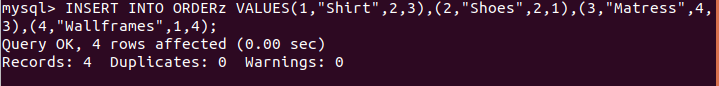 mysql> INSERT INTO ORDERz VALUES(1,"Shirt",2,3),(2,"Shoes",2,1),(3,"Matress",4,
3),(4,"Wallframes",1,4);
Query OK, 4 rows affected (0.00 sec)
Records: 4  Duplicates: 0  Warnings: 0